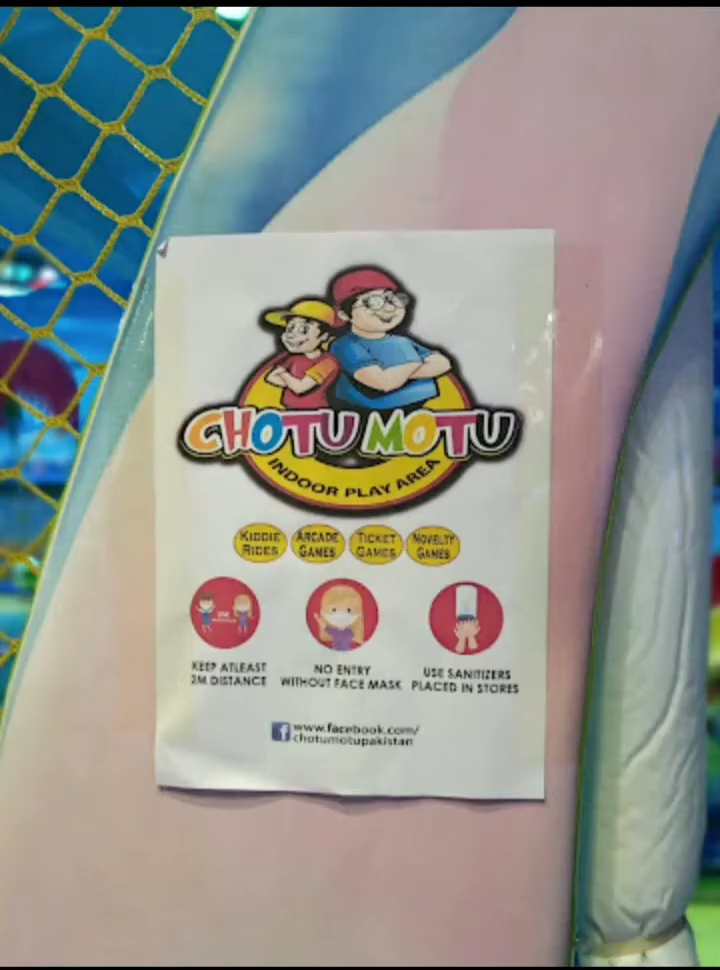 CHOTU MOTU
INDOOR PLAY AREA
KIDDIE RIDES
ARCADE GAMES
TICKET GAMES
NOVELTY GAMES
KEEP ATLEAST
2M DISTANCE
NO ENTRY
WITHOUT FACE MASK
USE SANITIZERS
PLACED IN STORES
www.facebook.com/
chotumotupakistan